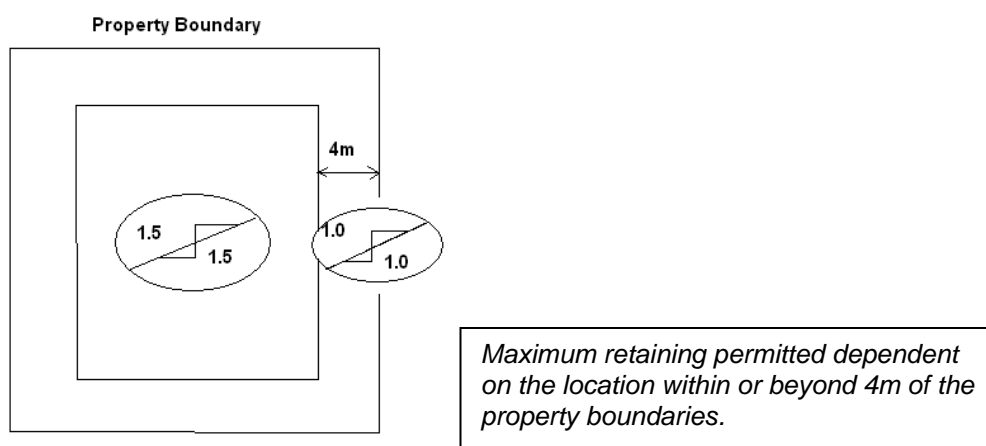 Property Boundary
4m
1.5
1.5
1.0
1.0
Maximum retaining permitted dependent
on the location within or beyond 4m of the
property boundaries.